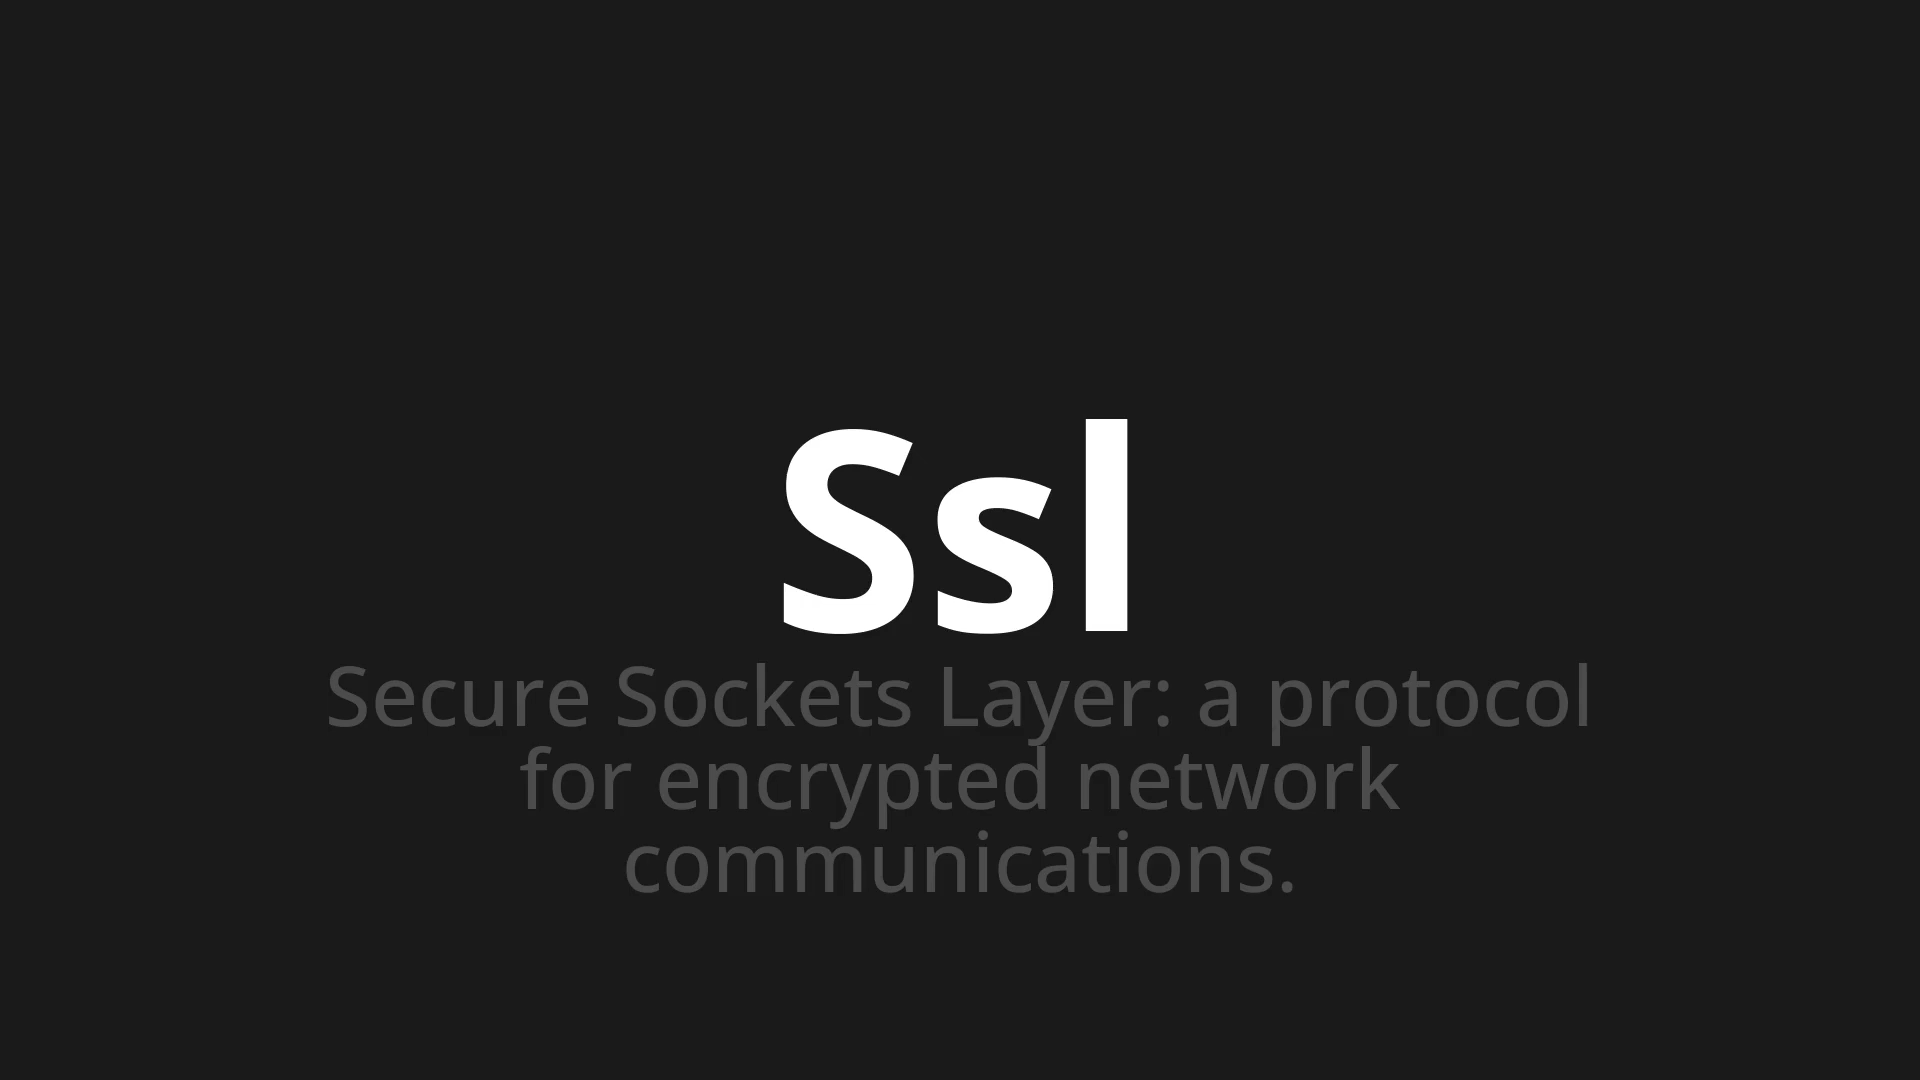 Ssl
Secure Sockets Layer: a protocol
for encrypted network
communications.